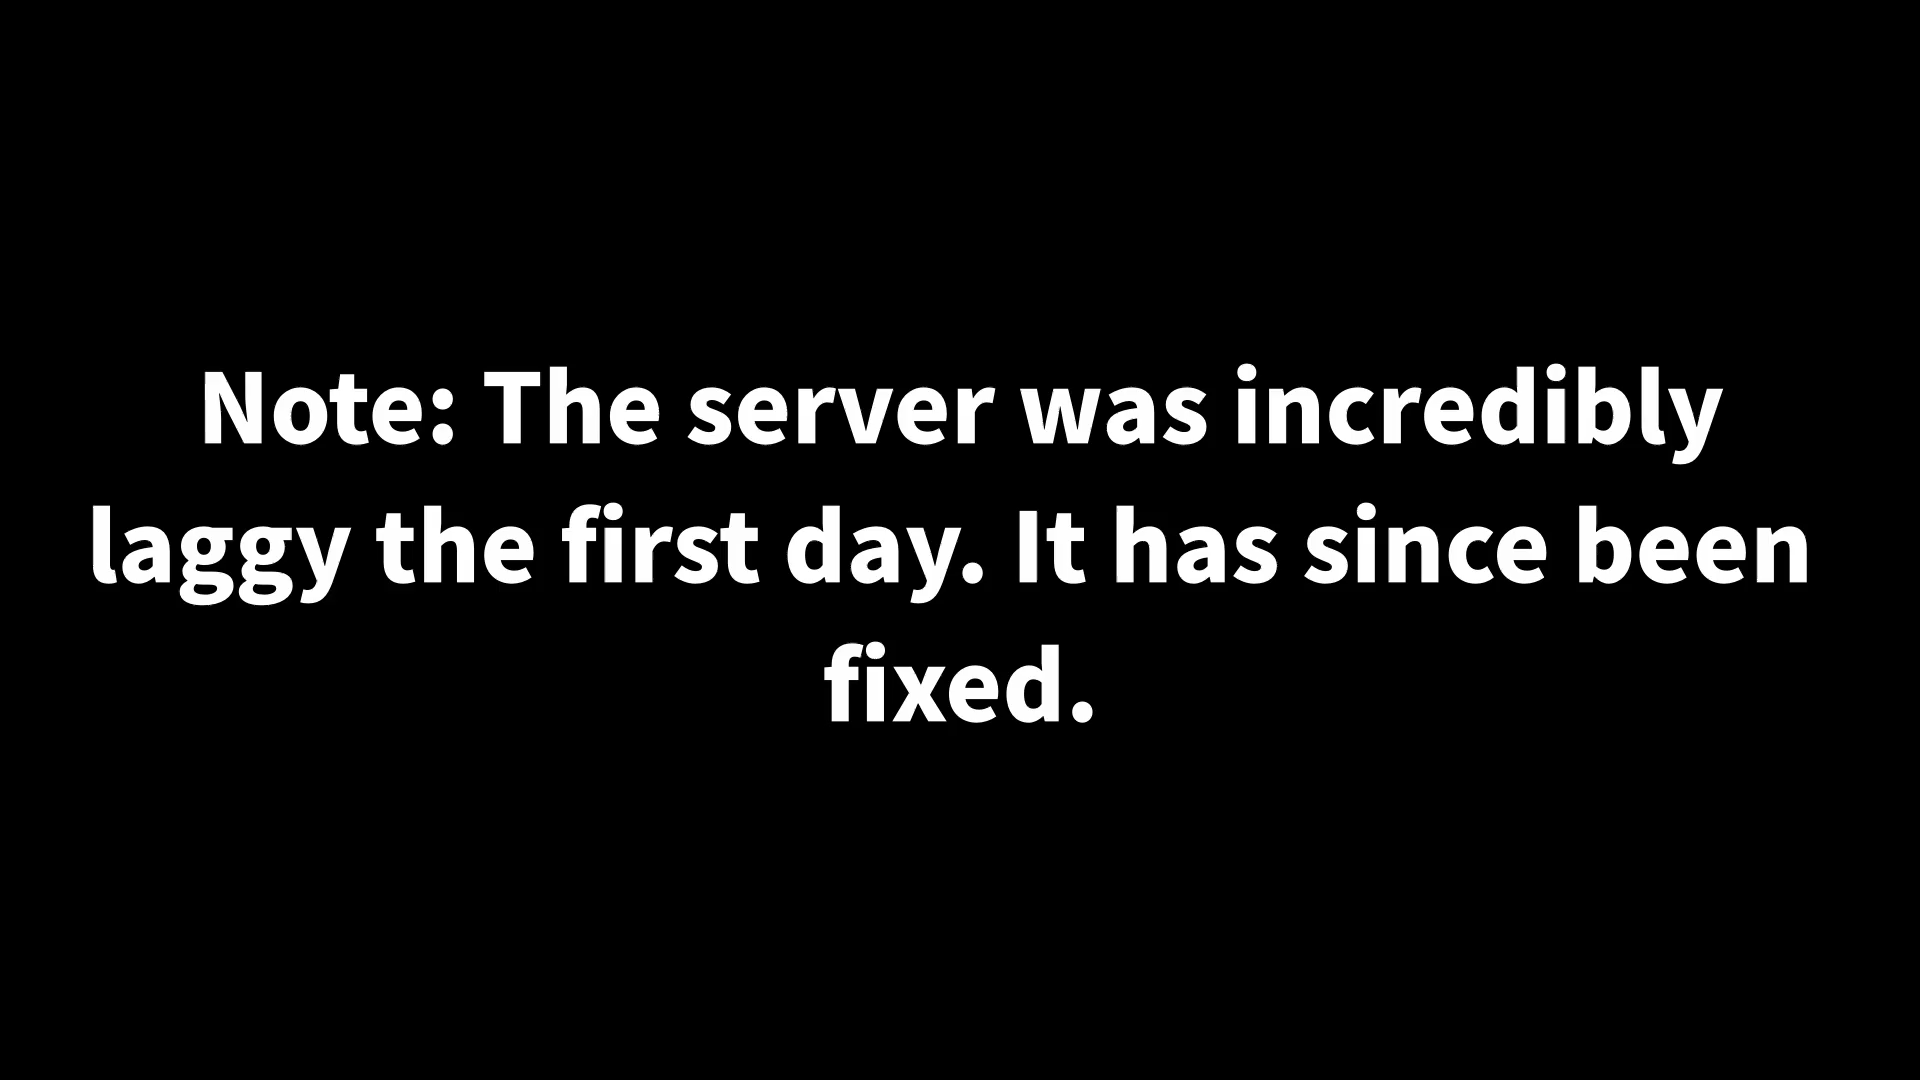 Note: The server was incredibly
laggy the first day. It has since been
fixed.